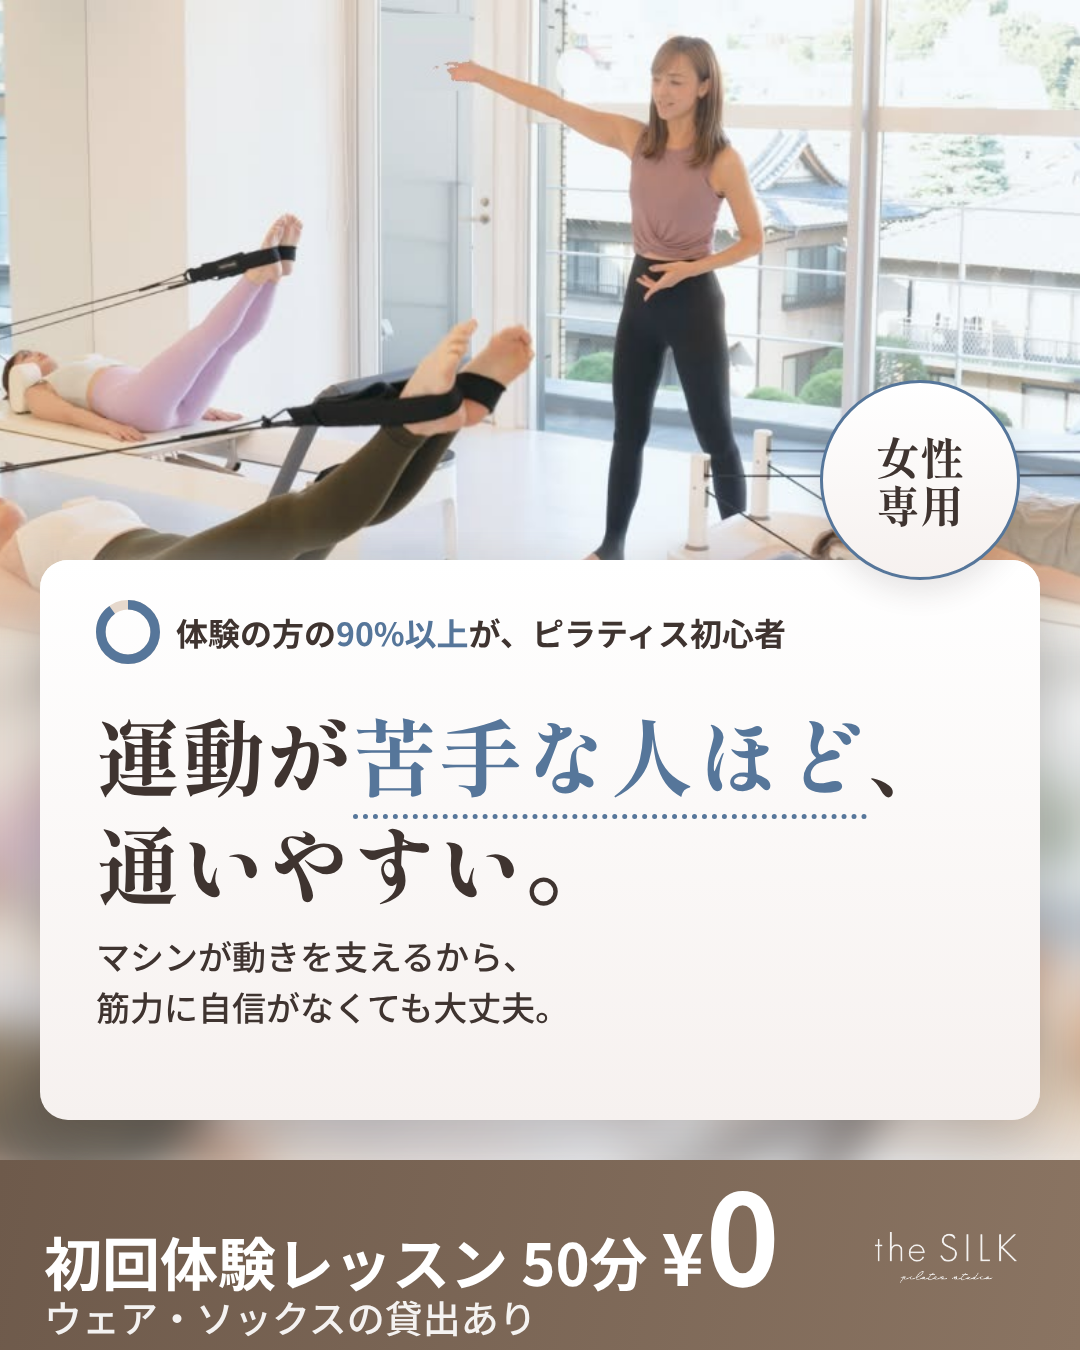 女性
専用
体験の方の90%以上が、ピラティス初心者
運動が苦手な人ほど、
通いやすい。
マシンが動きを支えるから、
筋力に自信がなくても大丈夫。
初回体験レッスン 50分 ¥0
ウェア・ソックスの貸出あり
the SILK
pilates studio